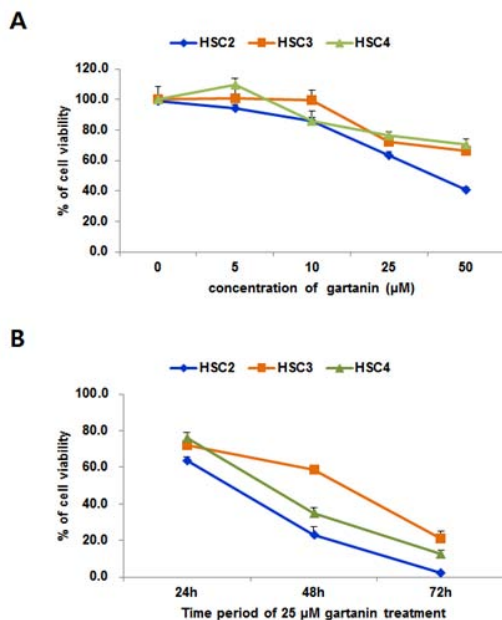 A
HSC2 HSC3 HSC4
120.0
100.0
80.0
60.0
40.0
20.0
0.0
% of cell viability
0 5 10 25 50
concentration of gartanin (µM)
B
HSC2 HSC3 HSC4
100.0
80.0
60.0
40.0
20.0
0.0
% of cell viability
24h 48h 72h
Time period of 25 µM gartanin treatment